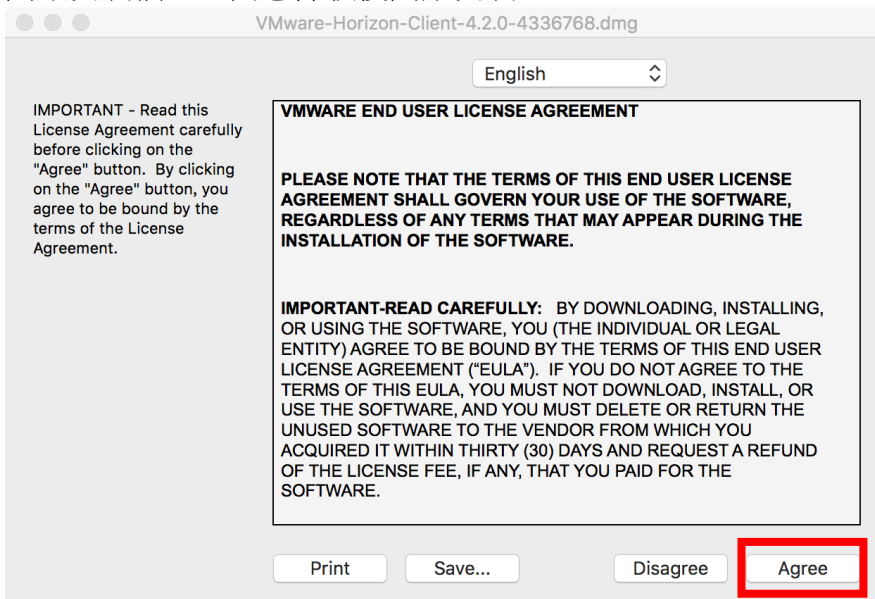 VMware-Horizon-Client-4.2.0-4336768.dmg
English
IMPORTANT - Read this
License Agreement carefully
before clicking on the
"Agree" button.  By clicking
on the "Agree" button, you
agree to be bound by the
terms of the License
Agreement.
VMWARE END USER LICENSE AGREEMENT
PLEASE NOTE THAT THE TERMS OF THIS END USER LICENSE
AGREEMENT SHALL GOVERN YOUR USE OF THE SOFTWARE,
REGARDLESS OF ANY TERMS THAT MAY APPEAR DURING THE
INSTALLATION OF THE SOFTWARE.
IMPORTANT-READ CAREFULLY:   BY DOWNLOADING, INSTALLING,
OR USING THE SOFTWARE, YOU (THE INDIVIDUAL OR LEGAL
ENTITY) AGREE TO BE BOUND BY THE TERMS OF THIS END USER
LICENSE AGREEMENT (“EULA”).  IF YOU DO NOT AGREE TO THE
TERMS OF THIS EULA, YOU MUST NOT DOWNLOAD, INSTALL, OR
USE THE SOFTWARE, AND YOU MUST DELETE OR RETURN THE
UNUSED SOFTWARE TO THE VENDOR FROM WHICH YOU
ACQUIRED IT WITHIN THIRTY (30) DAYS AND REQUEST A REFUND
OF THE LICENSE FEE, IF ANY, THAT YOU PAID FOR THE
SOFTWARE.
Print
Save...
Disagree
Agree